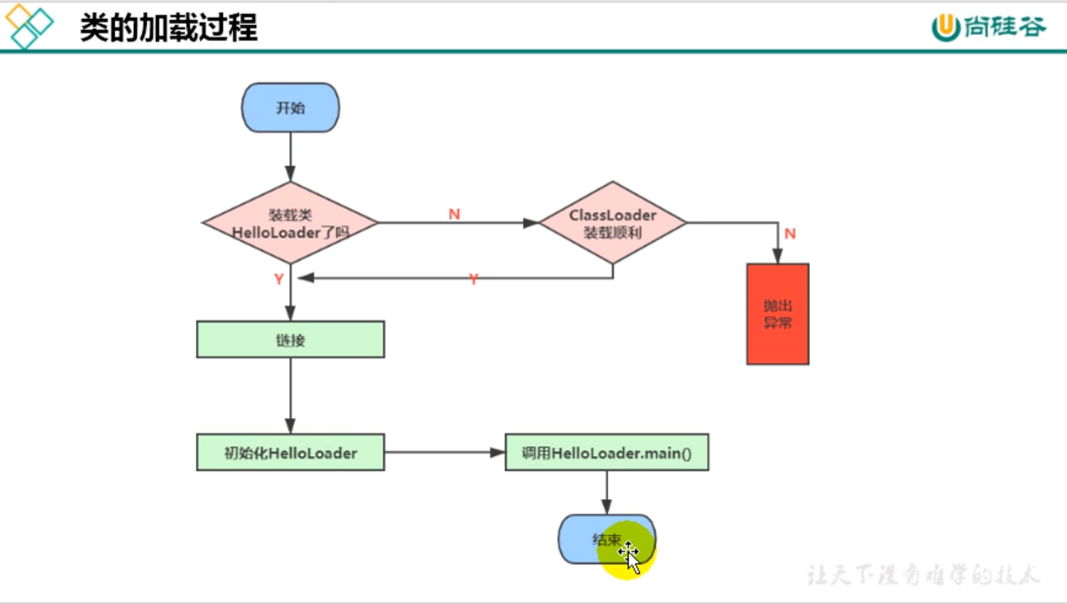 类的加载过程
尚硅谷
开始
装载类
HelloLoader了吗
N
ClassLoader
装载顺利
N
Y
Y
抛出
异常
链接
初始化HelloLoader
调用HelloLoader.main()
结束
让天下没有难学的技术